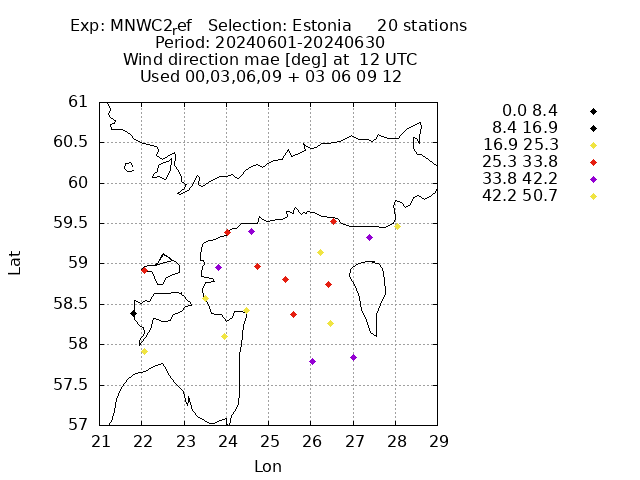 Exp: MNWC2ref Selection: Estonia 20 stations
Period: 20240601-20240630
Wind direction mae [deg] at 12 UTC
Used 00,03,06,09 + 03 06 09 12
0.0 8.4
8.4 16.9
16.9 25.3
25.3 33.8
33.8 42.2
42.2 50.7
61
60.5
60
59.5
59
58.5
58
57.5
57
Lat
21 22 23 24 25 26 27 28 29
Lon